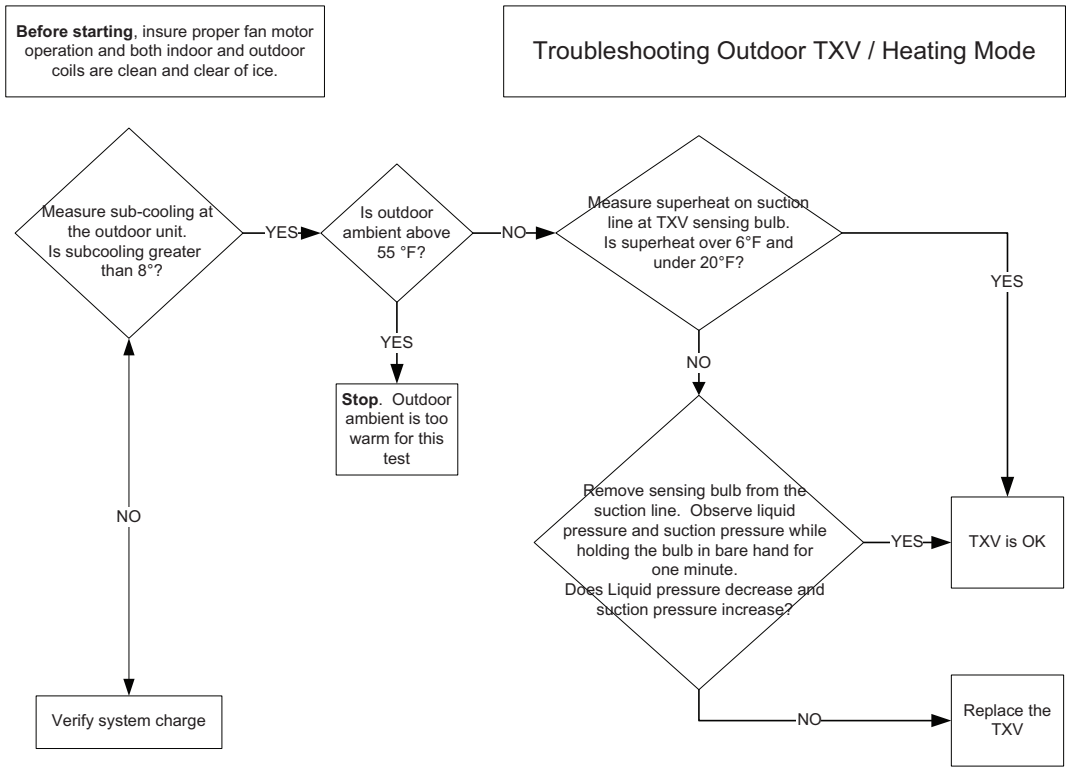 Before starting, insure proper fan motor
operation and both indoor and outdoor
coils are clean and clear of ice.
Troubleshooting Outdoor TXV / Heating Mode
Measure sub-cooling at
the outdoor unit.
Is subcooling greater
than 8°?
YES
Is outdoor
ambient above
55 °F?
NO
Measure superheat on suction
line at TXV sensing bulb.
Is superheat over 6°F and
under 20°F?
YES
YES
NO
Stop.  Outdoor
ambient is too
warm for this
test
Remove sensing bulb from the
suction line.  Observe liquid
pressure and suction pressure while
holding the bulb in bare hand for
one minute.
Does Liquid pressure decrease and
suction pressure increase?
YES
TXV is OK
NO
Verify system charge
NO
Replace the
TXV